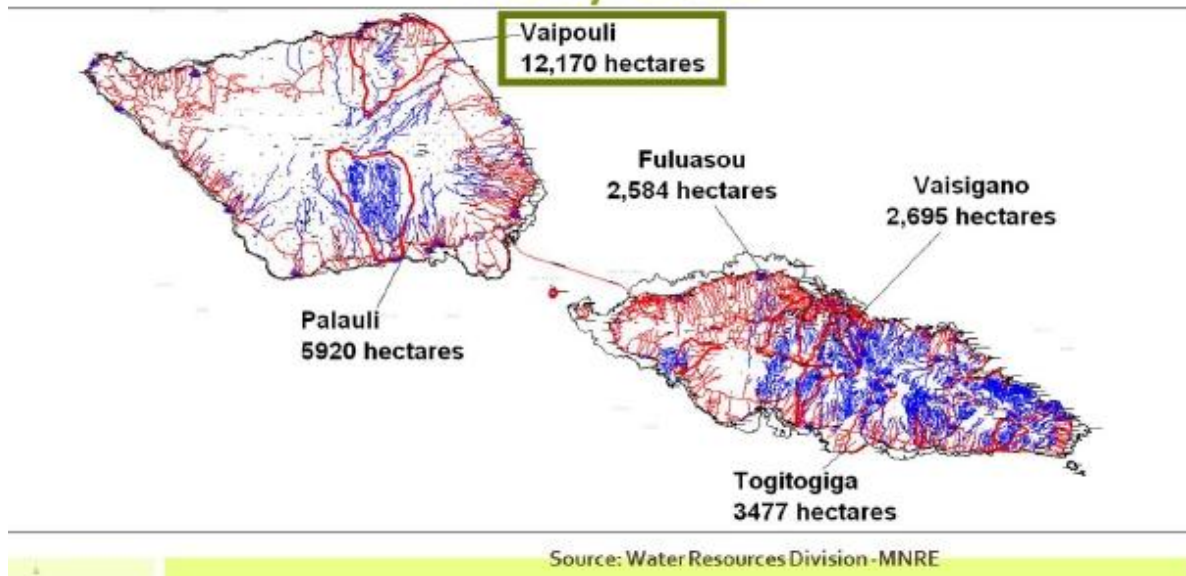 Vaipouli
12,170 hectares
Fuluasou
2,584 hectares
Vaisigano
2,695 hectares
Palauli
5920 hectares
Togitogiga
3477 hectares
Source: Water Resources Division-MNRE